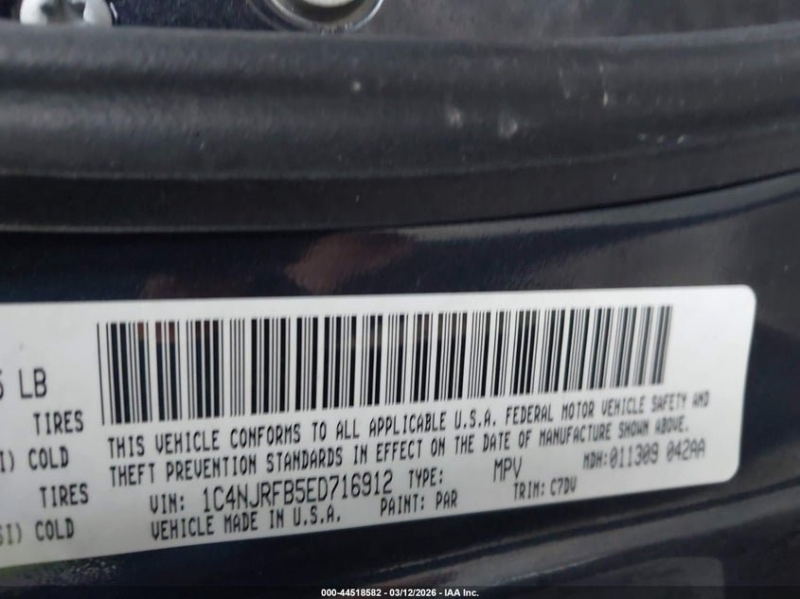 5 LB
TIRES
I) COLD
TIRES
SI) COLD
THIS VEHICLE CONFORMS TO ALL APPLICABLE U.S.A. FEDERAL MOTOR VEHICLE SAFETY AND
THEFT PREVENTION STANDARDS IN EFFECT ON THE DATE OF MANUFACTURE SHOWN ABOVE.
VIN: 1C4NJRFB5ED716912 TYPE: MPV MDH:011309 042AA
VEHICLE MADE IN U.S.A. PAINT: PAR TRIM: C7DV
000-44518582 - 03/12/2026 - IAA Inc.